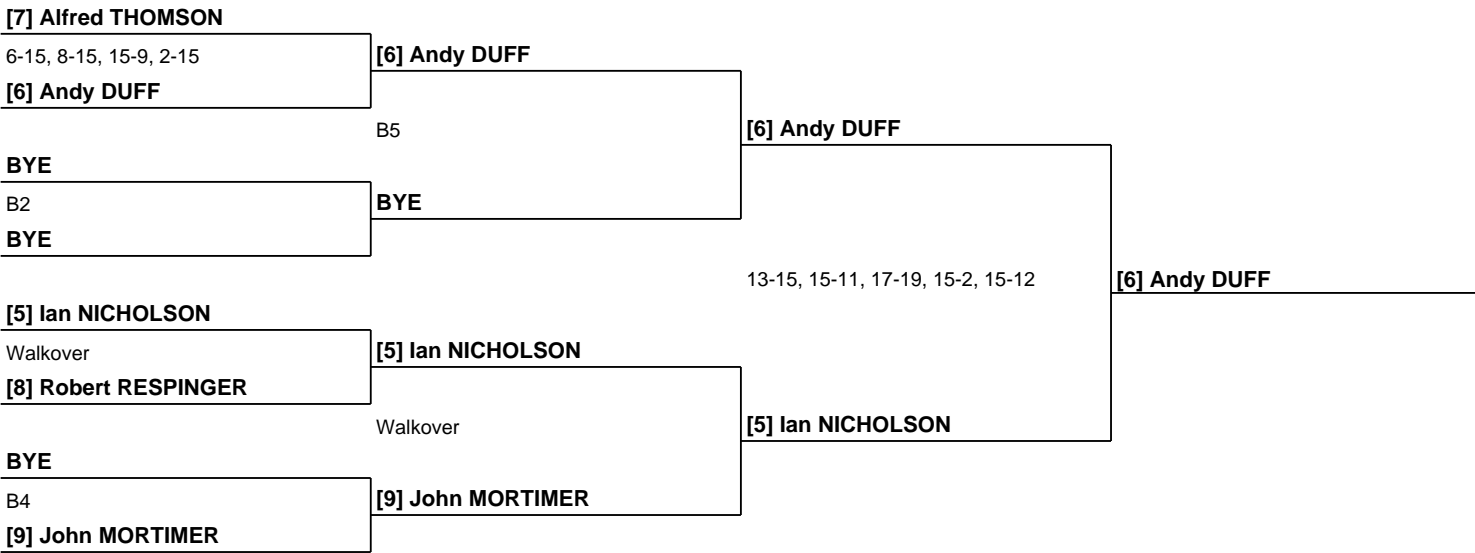 [7] Alfred THOMSON
6-15, 8-15, 15-9, 2-15
[6] Andy DUFF
[6] Andy DUFF
B5
[6] Andy DUFF
BYE
B2
BYE
BYE
13-15, 15-11, 17-19, 15-2, 15-12
[6] Andy DUFF
[5] Ian NICHOLSON
Walkover
[5] Ian NICHOLSON
[8] Robert RESPINGER
Walkover
[5] Ian NICHOLSON
BYE
B4
[9] John MORTIMER
[9] John MORTIMER